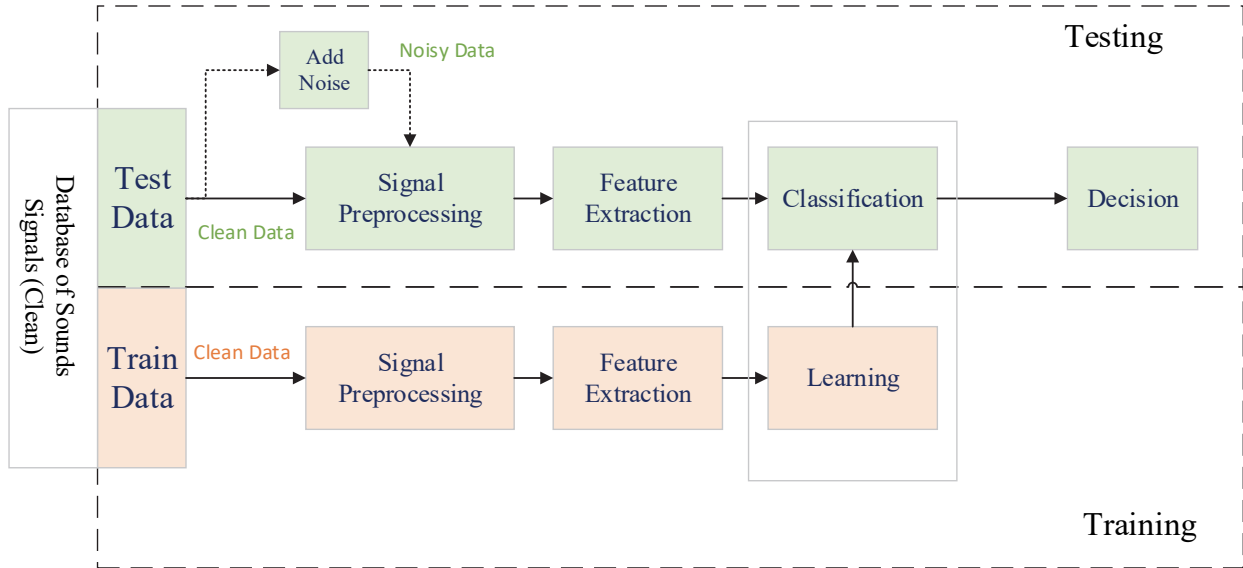 Testing
Add
Noise
Noisy Data
Database of Sounds
Signals (Clean)
Test
Data
Clean Data
Signal
Preprocessing
Feature
Extraction
Classification
Decision
Train
Data
Clean Data
Signal
Preprocessing
Feature
Extraction
Learning
Training